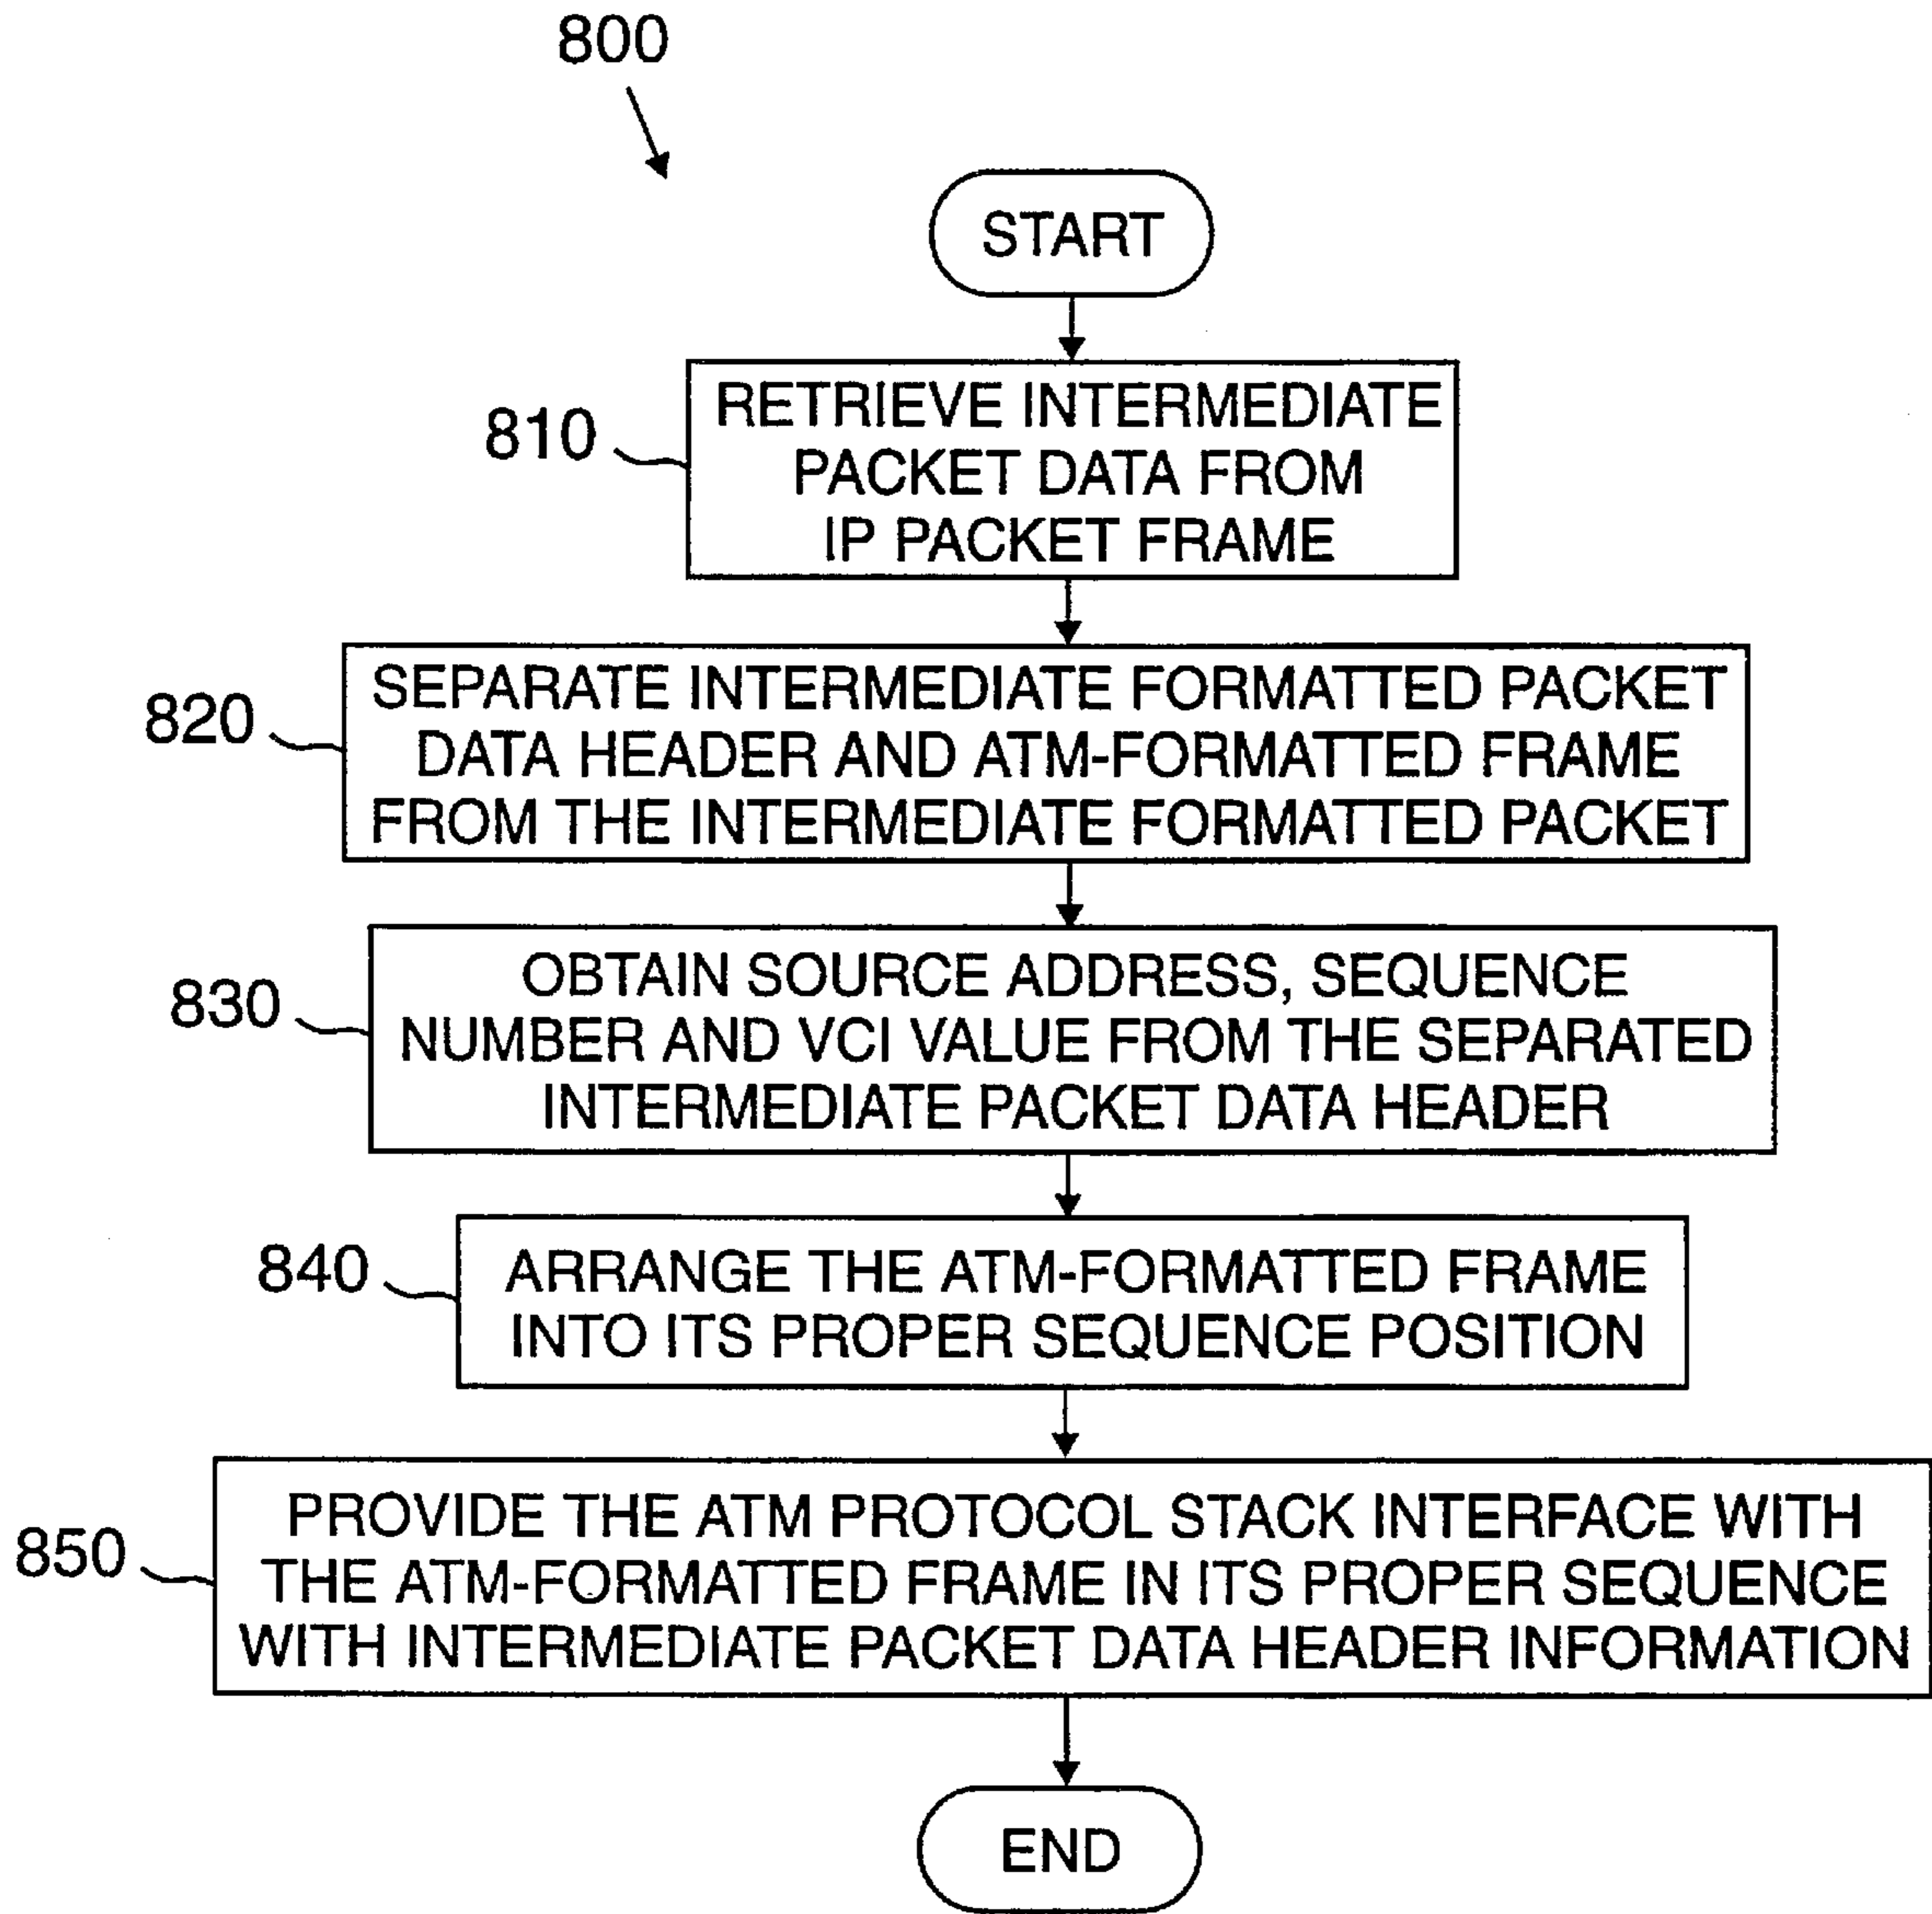 800
START
810
RETRIEVE INTERMEDIATE
PACKET DATA FROM
IP PACKET FRAME
820
SEPARATE INTERMEDIATE FORMATTED PACKET
DATA HEADER AND ATM-FORMATTED FRAME
FROM THE INTERMEDIATE FORMATTED PACKET
830
OBTAIN SOURCE ADDRESS, SEQUENCE
NUMBER AND VCI VALUE FROM THE SEPARATED
INTERMEDIATE PACKET DATA HEADER
840
ARRANGE THE ATM-FORMATTED FRAME
INTO ITS PROPER SEQUENCE POSITION
850
PROVIDE THE ATM PROTOCOL STACK INTERFACE WITH
THE ATM-FORMATTED FRAME IN ITS PROPER SEQUENCE
WITH INTERMEDIATE PACKET DATA HEADER INFORMATION
END